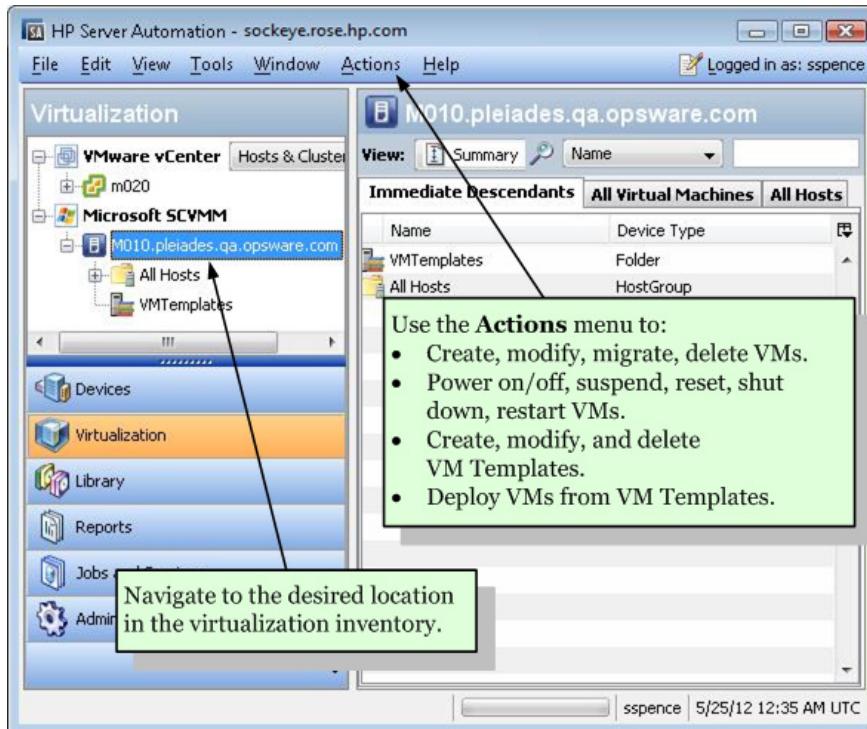 HP Server Automation - sockeye.rose.hp.com
File Edit View Tools Window Actions Help
Logged in as: sspence
Virtualization
VMware vCenter
Hosts & Cluster
m020
Microsoft SCVMM
M010.pleiades.qa.opsware.com
All Hosts
VMTemplates
Devices
Virtualization
Library
Reports
Jobs
Navigate to the desired location
in the virtualization inventory.
M010.pleiades.qa.opsware.com
View: Summary Name
Immediate Descendants All Virtual Machines All Hosts
Name Device Type
VMTemplates Folder
All Hosts HostGroup
Use the Actions menu to:
• Create, modify, migrate, delete VMs.
• Power on/off, suspend, reset, shut
down, restart VMs.
• Create, modify, and delete
VM Templates.
• Deploy VMs from VM Templates.
sspence 5/25/12 12:35 AM UTC